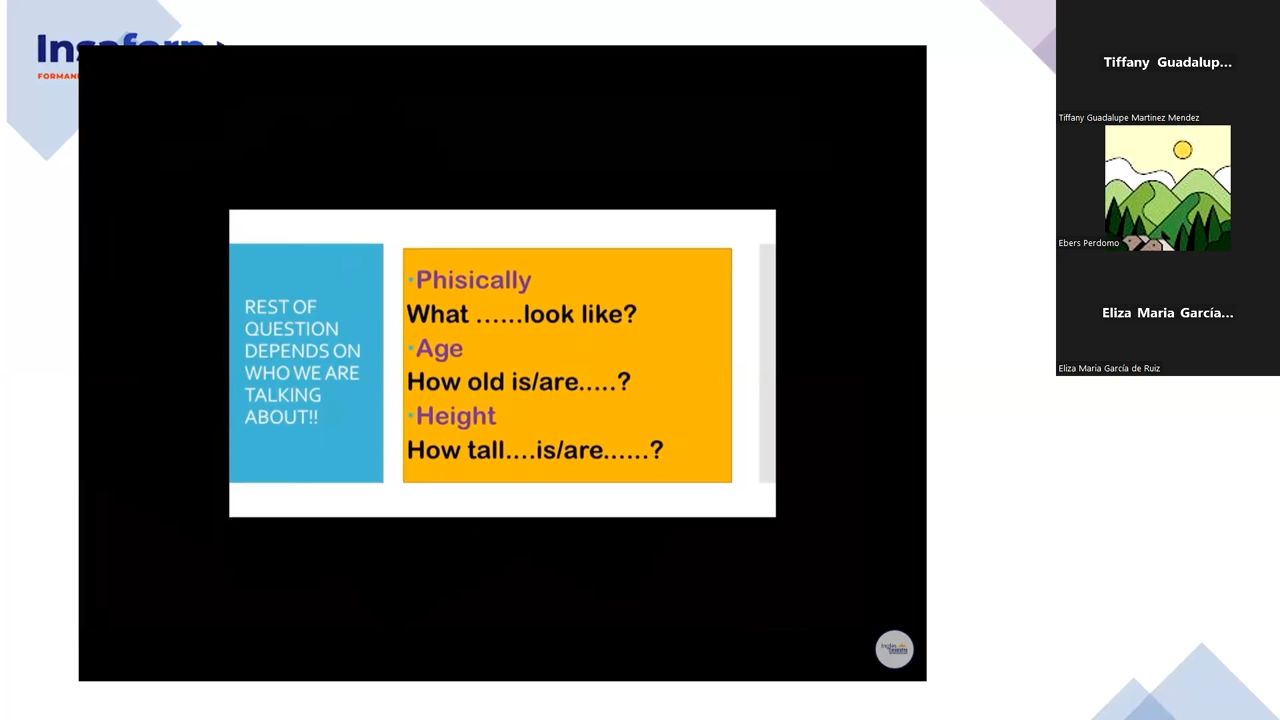 REST OF
QUESTION
DEPENDS ON
WHO WE ARE
TALKING
ABOUT!!
•Phisically
What ......look like?
•Age
How old is/are.....?
•Height
How tall....is/are......?
Tiffany Guadalup...
Tiffany Guadalupe Martinez Mendez
Ebers Perdomo
Eliza Maria García...
Eliza Maria García de Ruiz